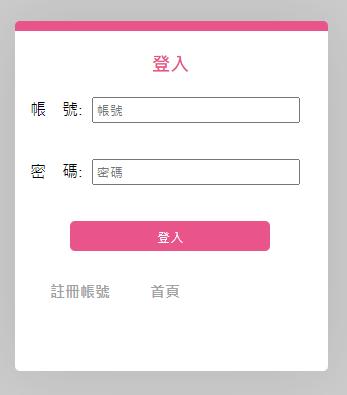 登入
帳 號: 帳號
密 碼: 密碼
登入
註冊帳號 首頁